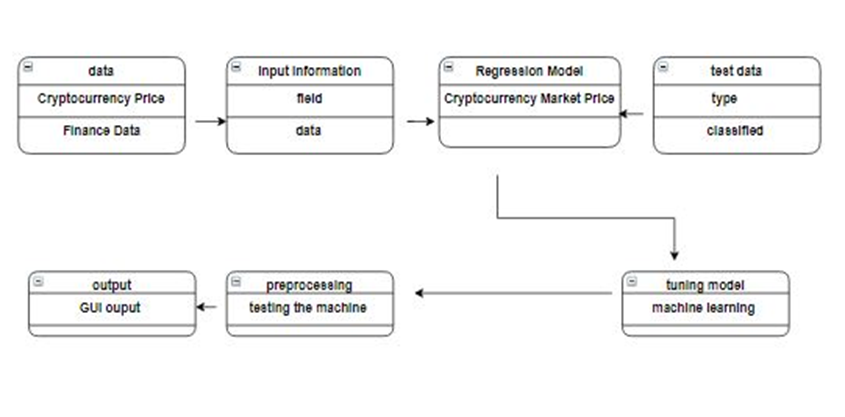 data
Cryptocurrency Price
Finance Data
Input Information
field
data
Regression Model
Cryptocurrency Market Price
test data
type
classified
output
GUI ouput
preprocessing
testing the machine
tuning model
machine learning